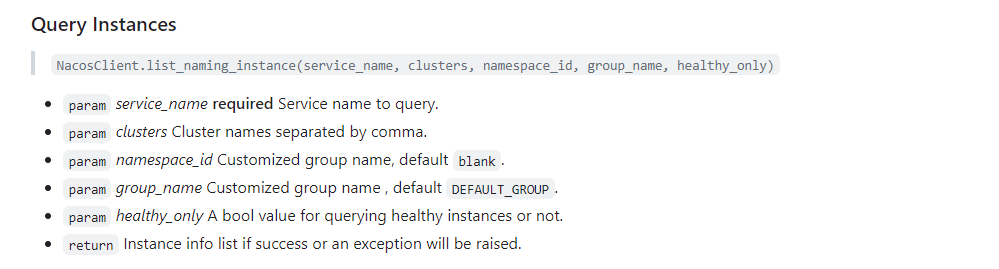 Query Instances
NacosClient.list_naming_instance(service_name, clusters, namespace_id, group_name, healthy_only)
param service_name required Service name to query.
param clusters Cluster names separated by comma.
param namespace_id Customized group name, default blank.
param group_name Customized group name , default DEFAULT_GROUP.
param healthy_only A bool value for querying healthy instances or not.
return Instance info list if success or an exception will be raised.